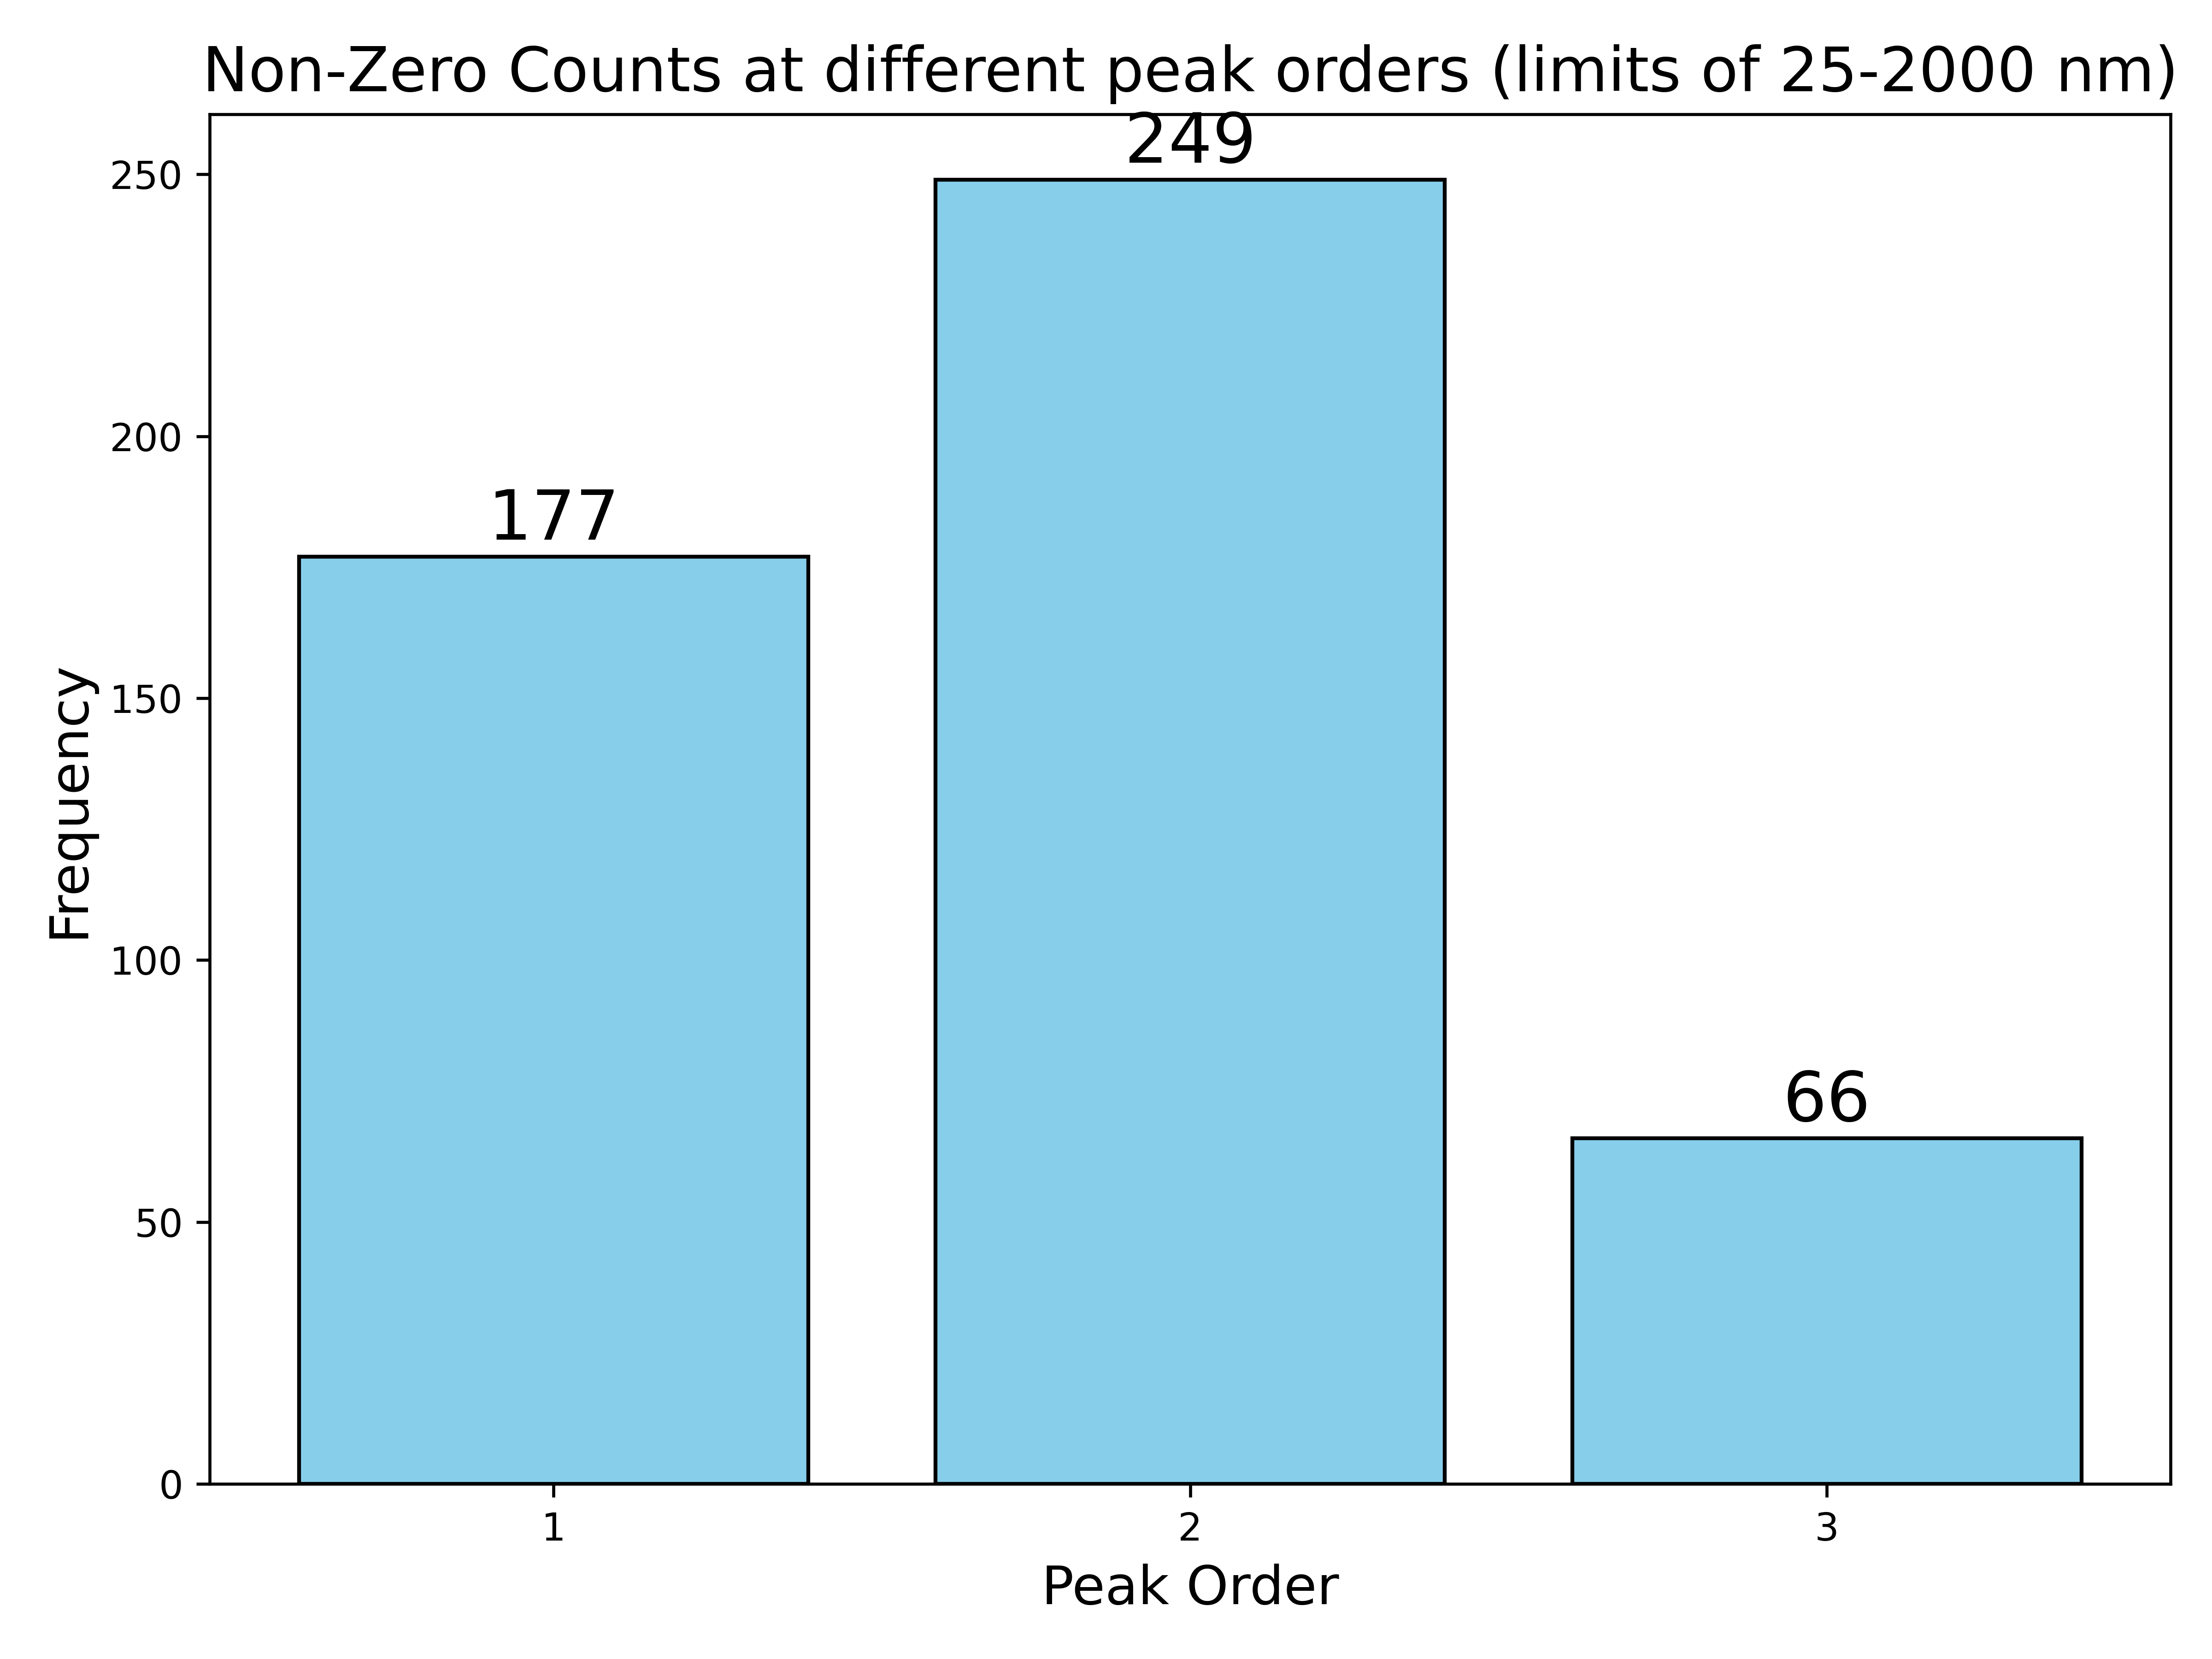 Non-Zero Counts at different peak orders (limits of 25-2000 nm)
249
250
200
177
150
100
66
50
0
Frequency
1 2 3
Peak Order